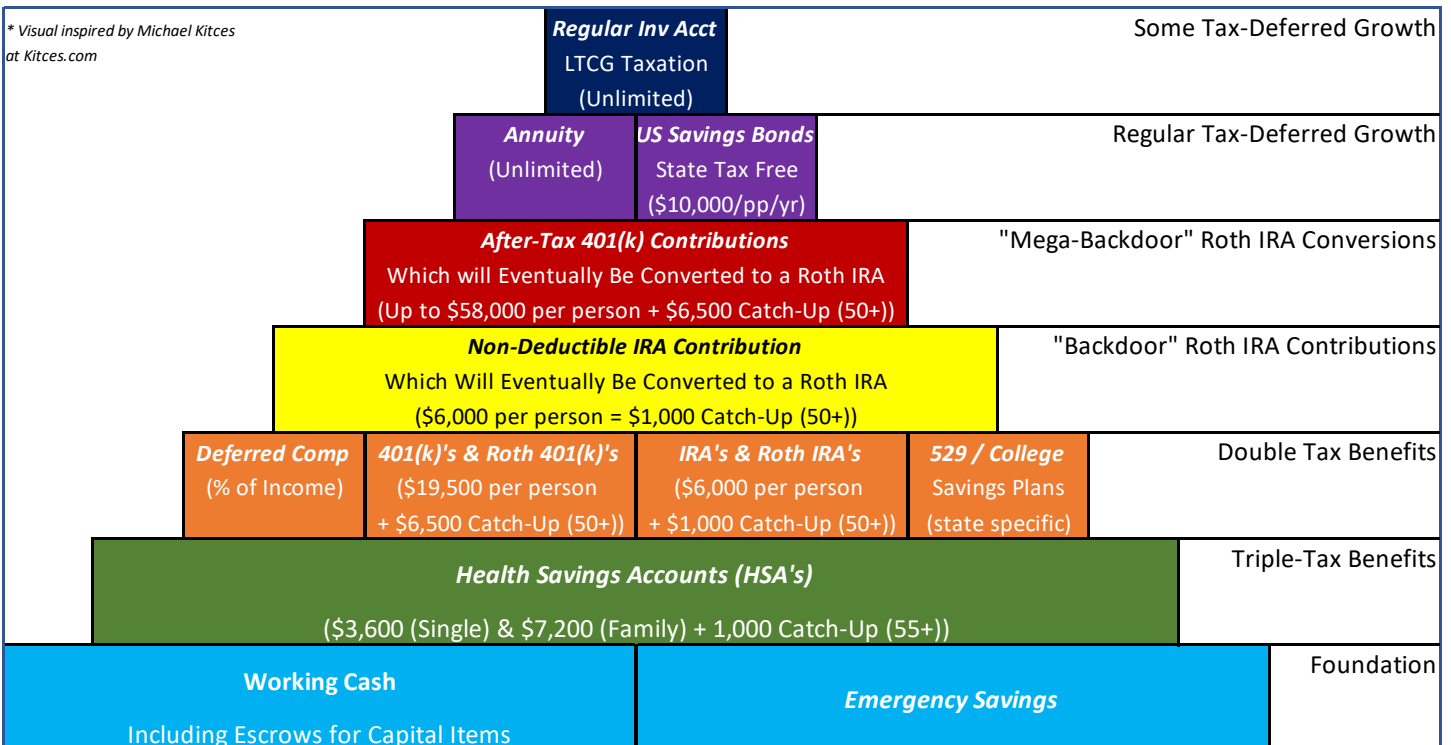 * Visual inspired by Michael Kitces
at Kitces.com
Regular Inv Acct
LTCG Taxation
(Unlimited)
Some Tax-Deferred Growth
Annuity
(Unlimited)
US Savings Bonds
State Tax Free
($10,000/pp/yr)
Regular Tax-Deferred Growth
After-Tax 401(k) Contributions
Which will Eventually Be Converted to a Roth IRA
(Up to $58,000 per person + $6,500 Catch-Up (50+))
"Mega-Backdoor" Roth IRA Conversions
Non-Deductible IRA Contribution
Which Will Eventually Be Converted to a Roth IRA
($6,000 per person = $1,000 Catch-Up (50+))
"Backdoor" Roth IRA Contributions
Deferred Comp
(% of Income)
401(k)'s & Roth 401(k)'s
($19,500 per person
+ $6,500 Catch-Up (50+))
IRA's & Roth IRA's
($6,000 per person
+ $1,000 Catch-Up (50+))
529 / College
Savings Plans
(state specific)
Double Tax Benefits
Health Savings Accounts (HSA's)
($3,600 (Single) & $7,200 (Family) + 1,000 Catch-Up (55+))
Triple-Tax Benefits
Working Cash
Including Escrows for Capital Items
Emergency Savings
Foundation